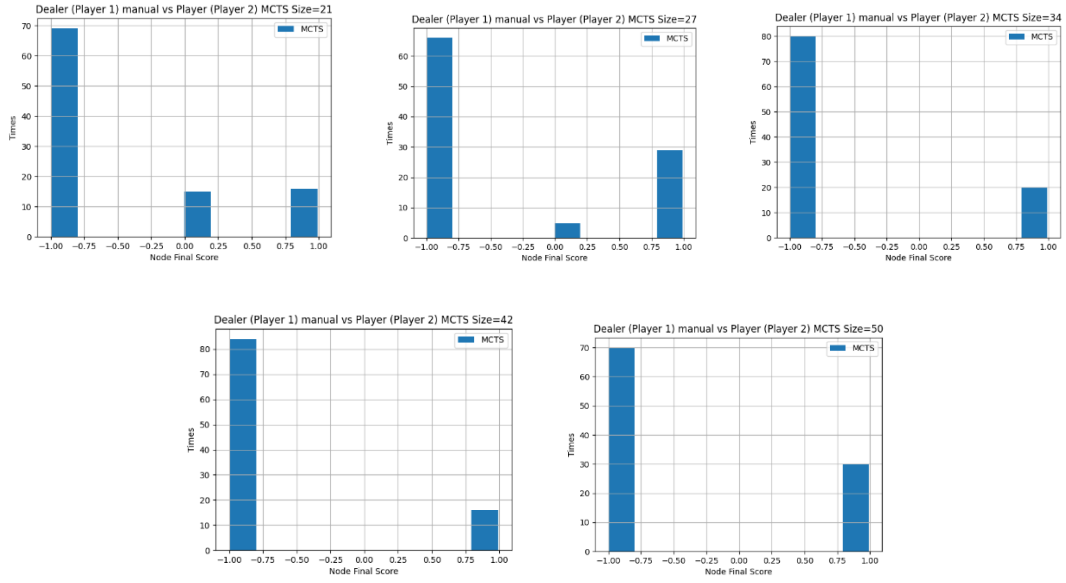 Dealer (Player 1) manual vs Player (Player 2) MCTS Size=21
MCTS
70
60
50
40
30
20
10
0
Times
−1.00 −0.75 −0.50 −0.25 0.00 0.25 0.50 0.75 1.00
Node Final Score
Dealer (Player 1) manual vs Player (Player 2) MCTS Size=27
MCTS
60
50
40
30
20
10
0
Times
−1.00 −0.75 −0.50 −0.25 0.00 0.25 0.50 0.75 1.00
Node Final Score
Dealer (Player 1) manual vs Player (Player 2) MCTS Size=34
MCTS
80
70
60
50
40
30
20
10
0
Times
−1.00 −0.75 −0.50 −0.25 0.00 0.25 0.50 0.75 1.00
Node Final Score
Dealer (Player 1) manual vs Player (Player 2) MCTS Size=42
MCTS
80
70
60
50
40
30
20
10
0
Times
−1.00 −0.75 −0.50 −0.25 0.00 0.25 0.50 0.75 1.00
Node Final Score
Dealer (Player 1) manual vs Player (Player 2) MCTS Size=50
MCTS
70
60
50
40
30
20
10
0
Times
−1.00 −0.75 −0.50 −0.25 0.00 0.25 0.50 0.75 1.00
Node Final Score